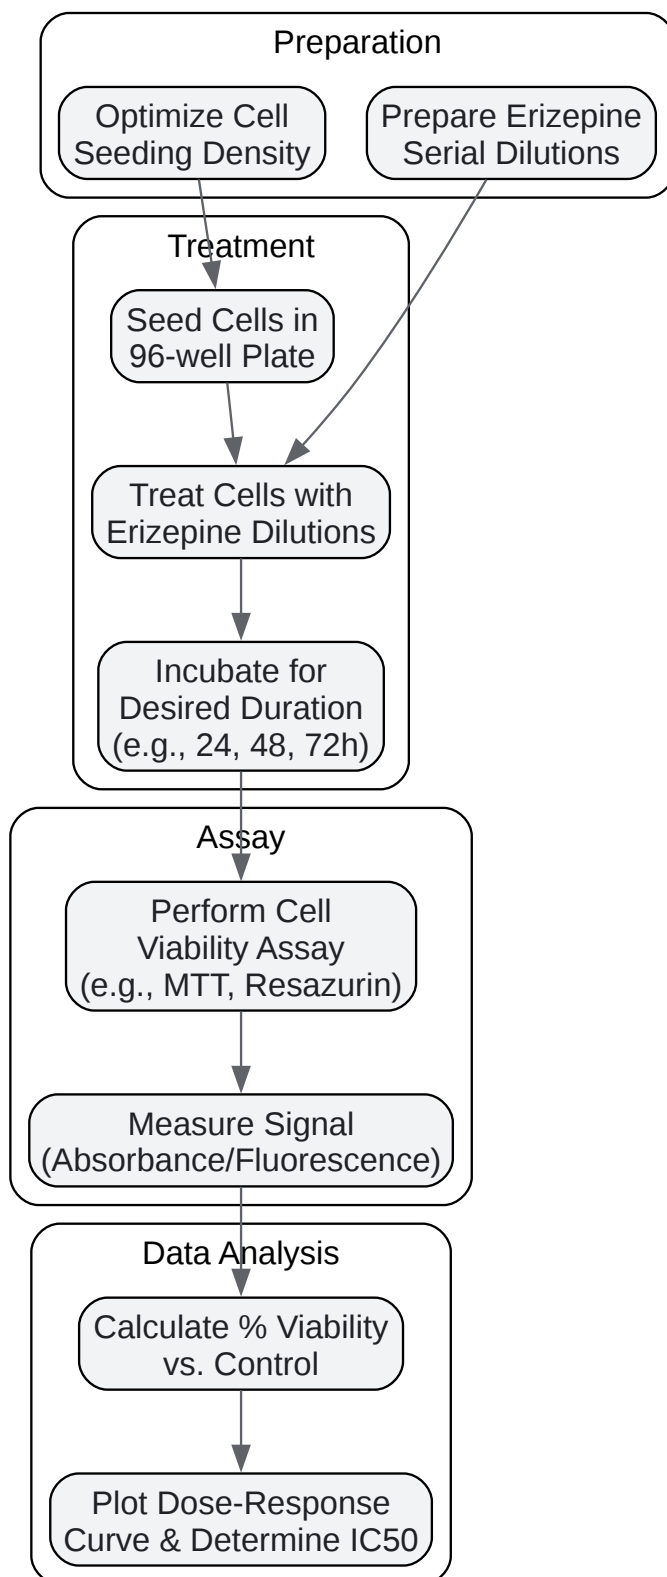 Preparation
Optimize Cell
Seeding Density
Prepare Erizepine
Serial Dilutions
Treatment
Seed Cells in
96-well Plate
Treat Cells with
Erizepine Dilutions
Incubate for
Desired Duration
(e.g., 24, 48, 72h)
Assay
Perform Cell
Viability Assay
(e.g., MTT, Resazurin)
Measure Signal
(Absorbance/Fluorescence)
Data Analysis
Calculate % Viability
vs. Control
Plot Dose-Response
Curve & Determine IC50